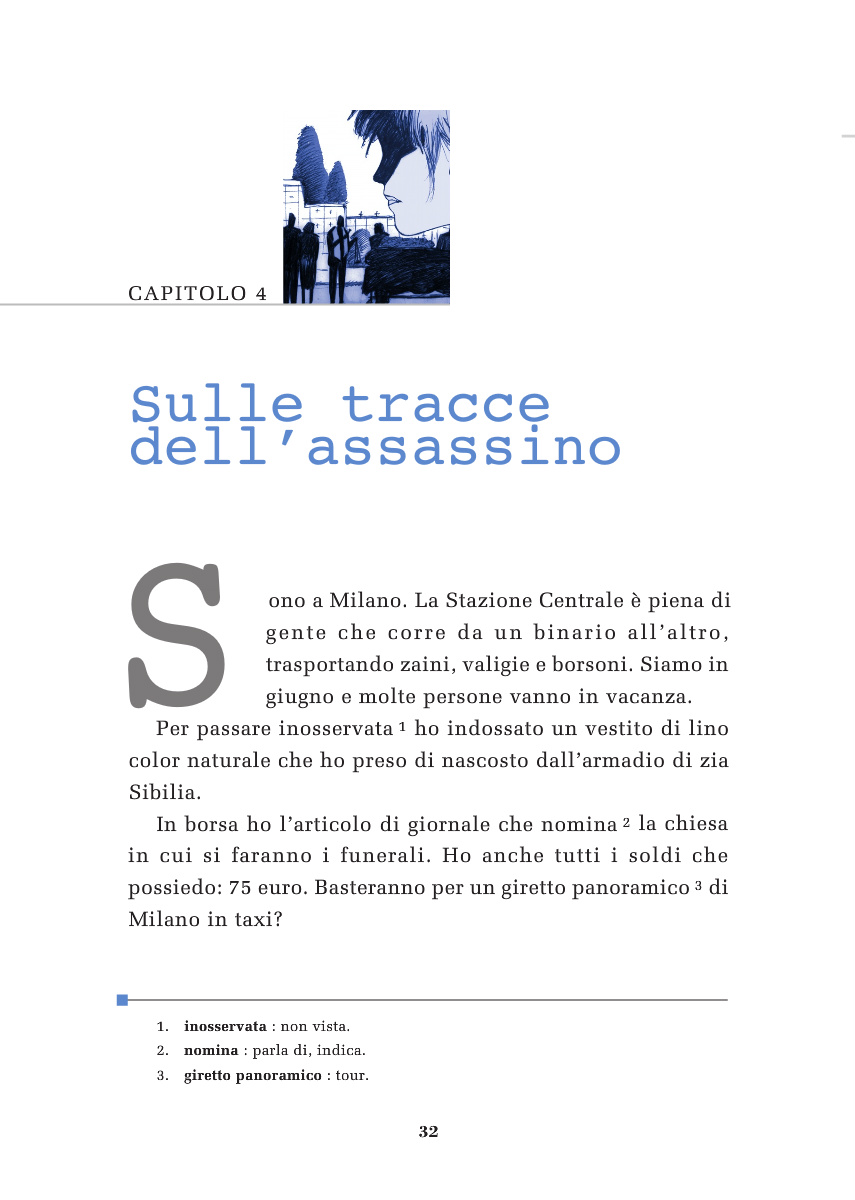 CAPITOLO 4
Sulle tracce
dell’assassino
Sono a Milano. La Stazione Centrale è piena di
gente che corre da un binario all’altro,
trasportando zaini, valigie e borsoni. Siamo in
giugno e molte persone vanno in vacanza.
Per passare inosservata 1 ho indossato un vestito di lino
color naturale che ho preso di nascosto dall’armadio di zia
Sibilia.
In borsa ho l’articolo di giornale che nomina 2 la chiesa
in cui si faranno i funerali. Ho anche tutti i soldi che
possiedo: 75 euro. Basteranno per un giretto panoramico 3 di
Milano in taxi?
1. inosservata : non vista.
2. nomina : parla di, indica.
3. giretto panoramico : tour.
32